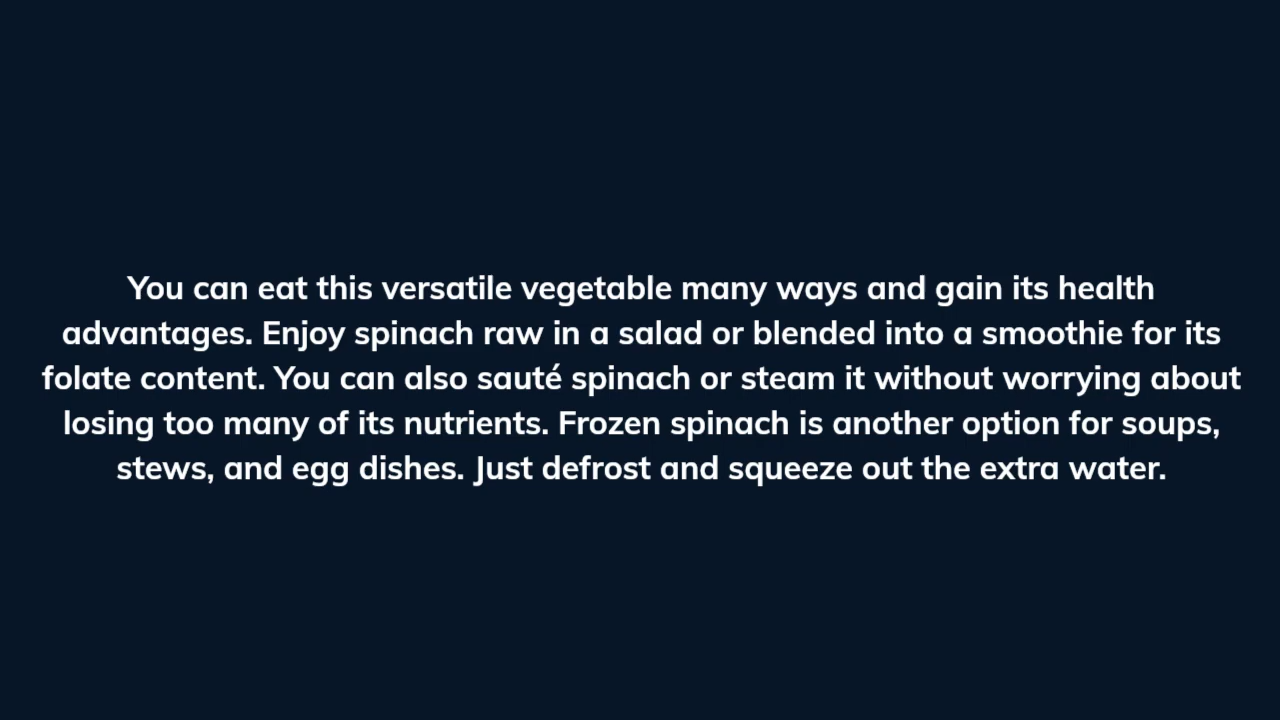 You can eat this versatile vegetable many ways and gain its health
advantages. Enjoy spinach raw in a salad or blended into a smoothie for its
folate content. You can also sauté spinach or steam it without worrying about
losing too many of its nutrients. Frozen spinach is another option for soups,
stews, and egg dishes. Just defrost and squeeze out the extra water.